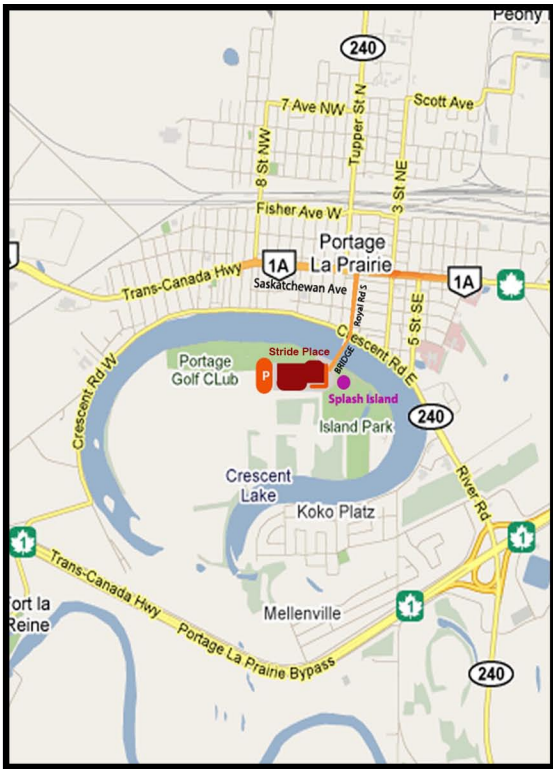 Peony
240
7 Ave NW
Tupper St N
Scott Ave
8 St NW
3 St NE
Fisher Ave W
Portage
La Prairie
1A
Trans-Canada Hwy
Saskatchewan Ave
1A
Royal Rd S
5 St SE
Crescent Rd E
Crescent Rd W
BRIDGE
Stride Place
Portage
Golf CLub
P
Splash Island
Island Park
240
Crescent
Lake
River Rd
Koko Platz
1
1
Trans-Canada Hwy
1
Fort la
Reine
Mellenville
Portage La Prairie Bypass
240